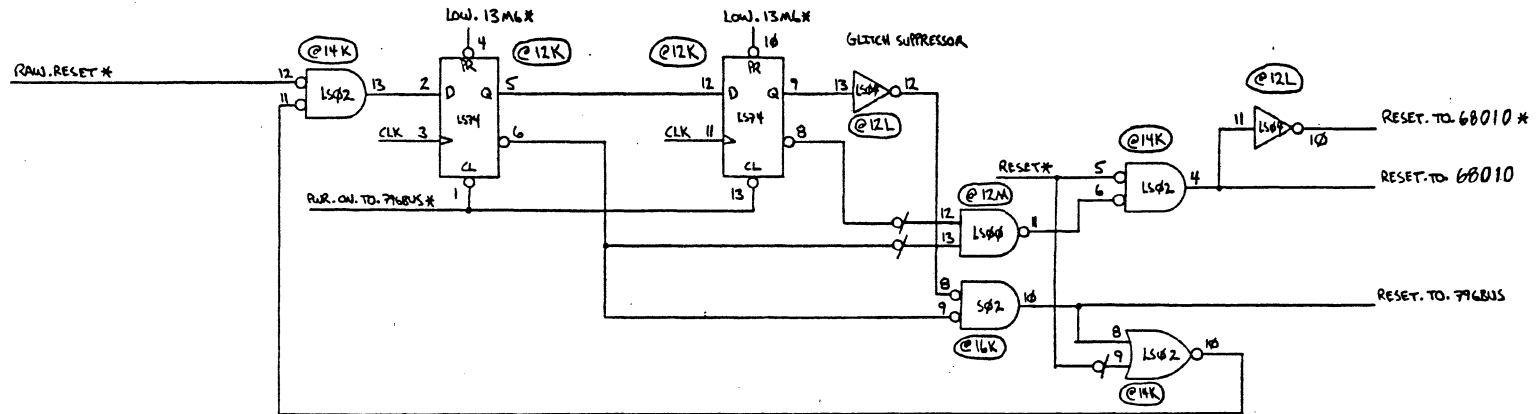 LOW. 13M6*
LOW. 13M6*
4
10
GLITCH SUPPRESSOR
@14K
@12K
@12K
PR
PR
@12L
RAW.RESET*
12
13
2
5
12
9
13
12
D Q
D Q
LS04
11
LS02
LS74
LS74
@12L
11
LS04
RESET.TO.68010*
10
CLK 3
6
CLK 11
8
@14K
CL
CL
RESET*
5
LS02
4
RESET.TO.68010
1
13
6
PWR.ON.TO.796BUS*
@12M
12
LS00
11
13
8
S02
10
RESET.TO.796BUS
9
@16K
8
LS02
10
9
@14K